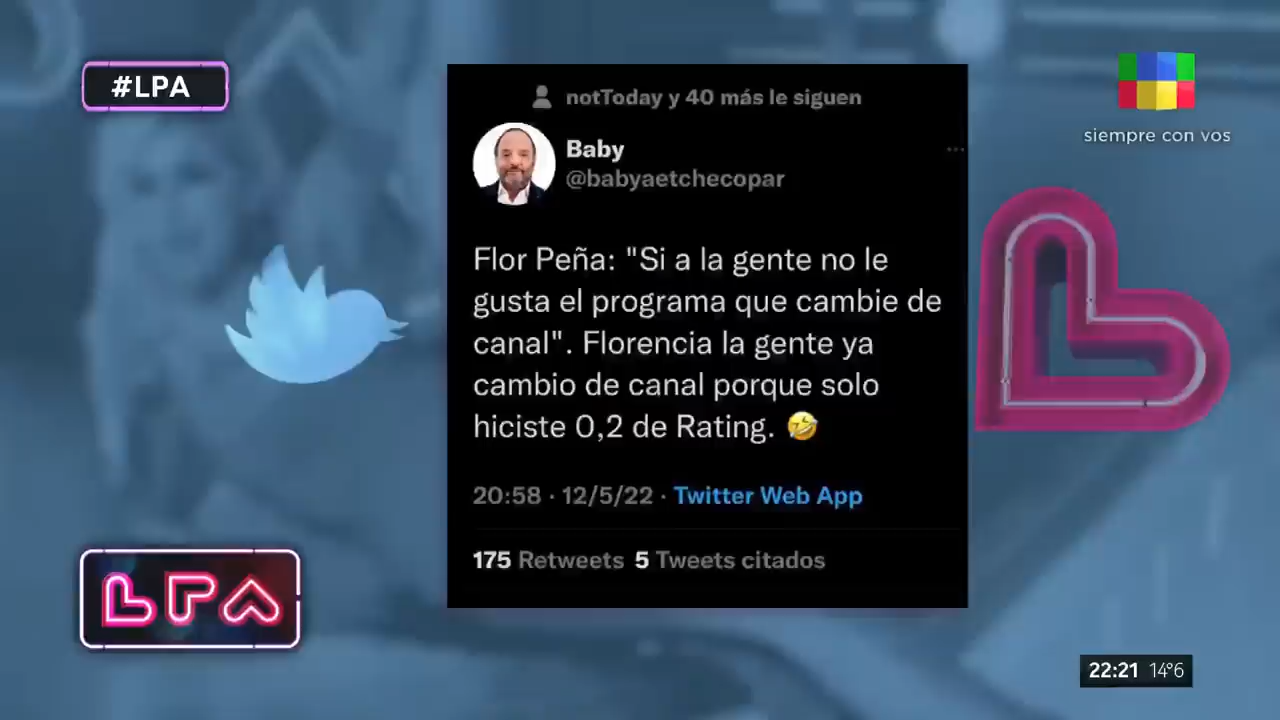 #LPA
siempre con vos
notToday y 40 más le siguen
Baby
@babyaetchecopar
Flor Peña: "Si a la gente no le
gusta el programa que cambie de
canal". Florencia la gente ya
cambio de canal porque solo
hiciste 0,2 de Rating. 🤣
20:58 · 12/5/22 · Twitter Web App
175 Retweets 5 Tweets citados
LPA
22:21 14°6